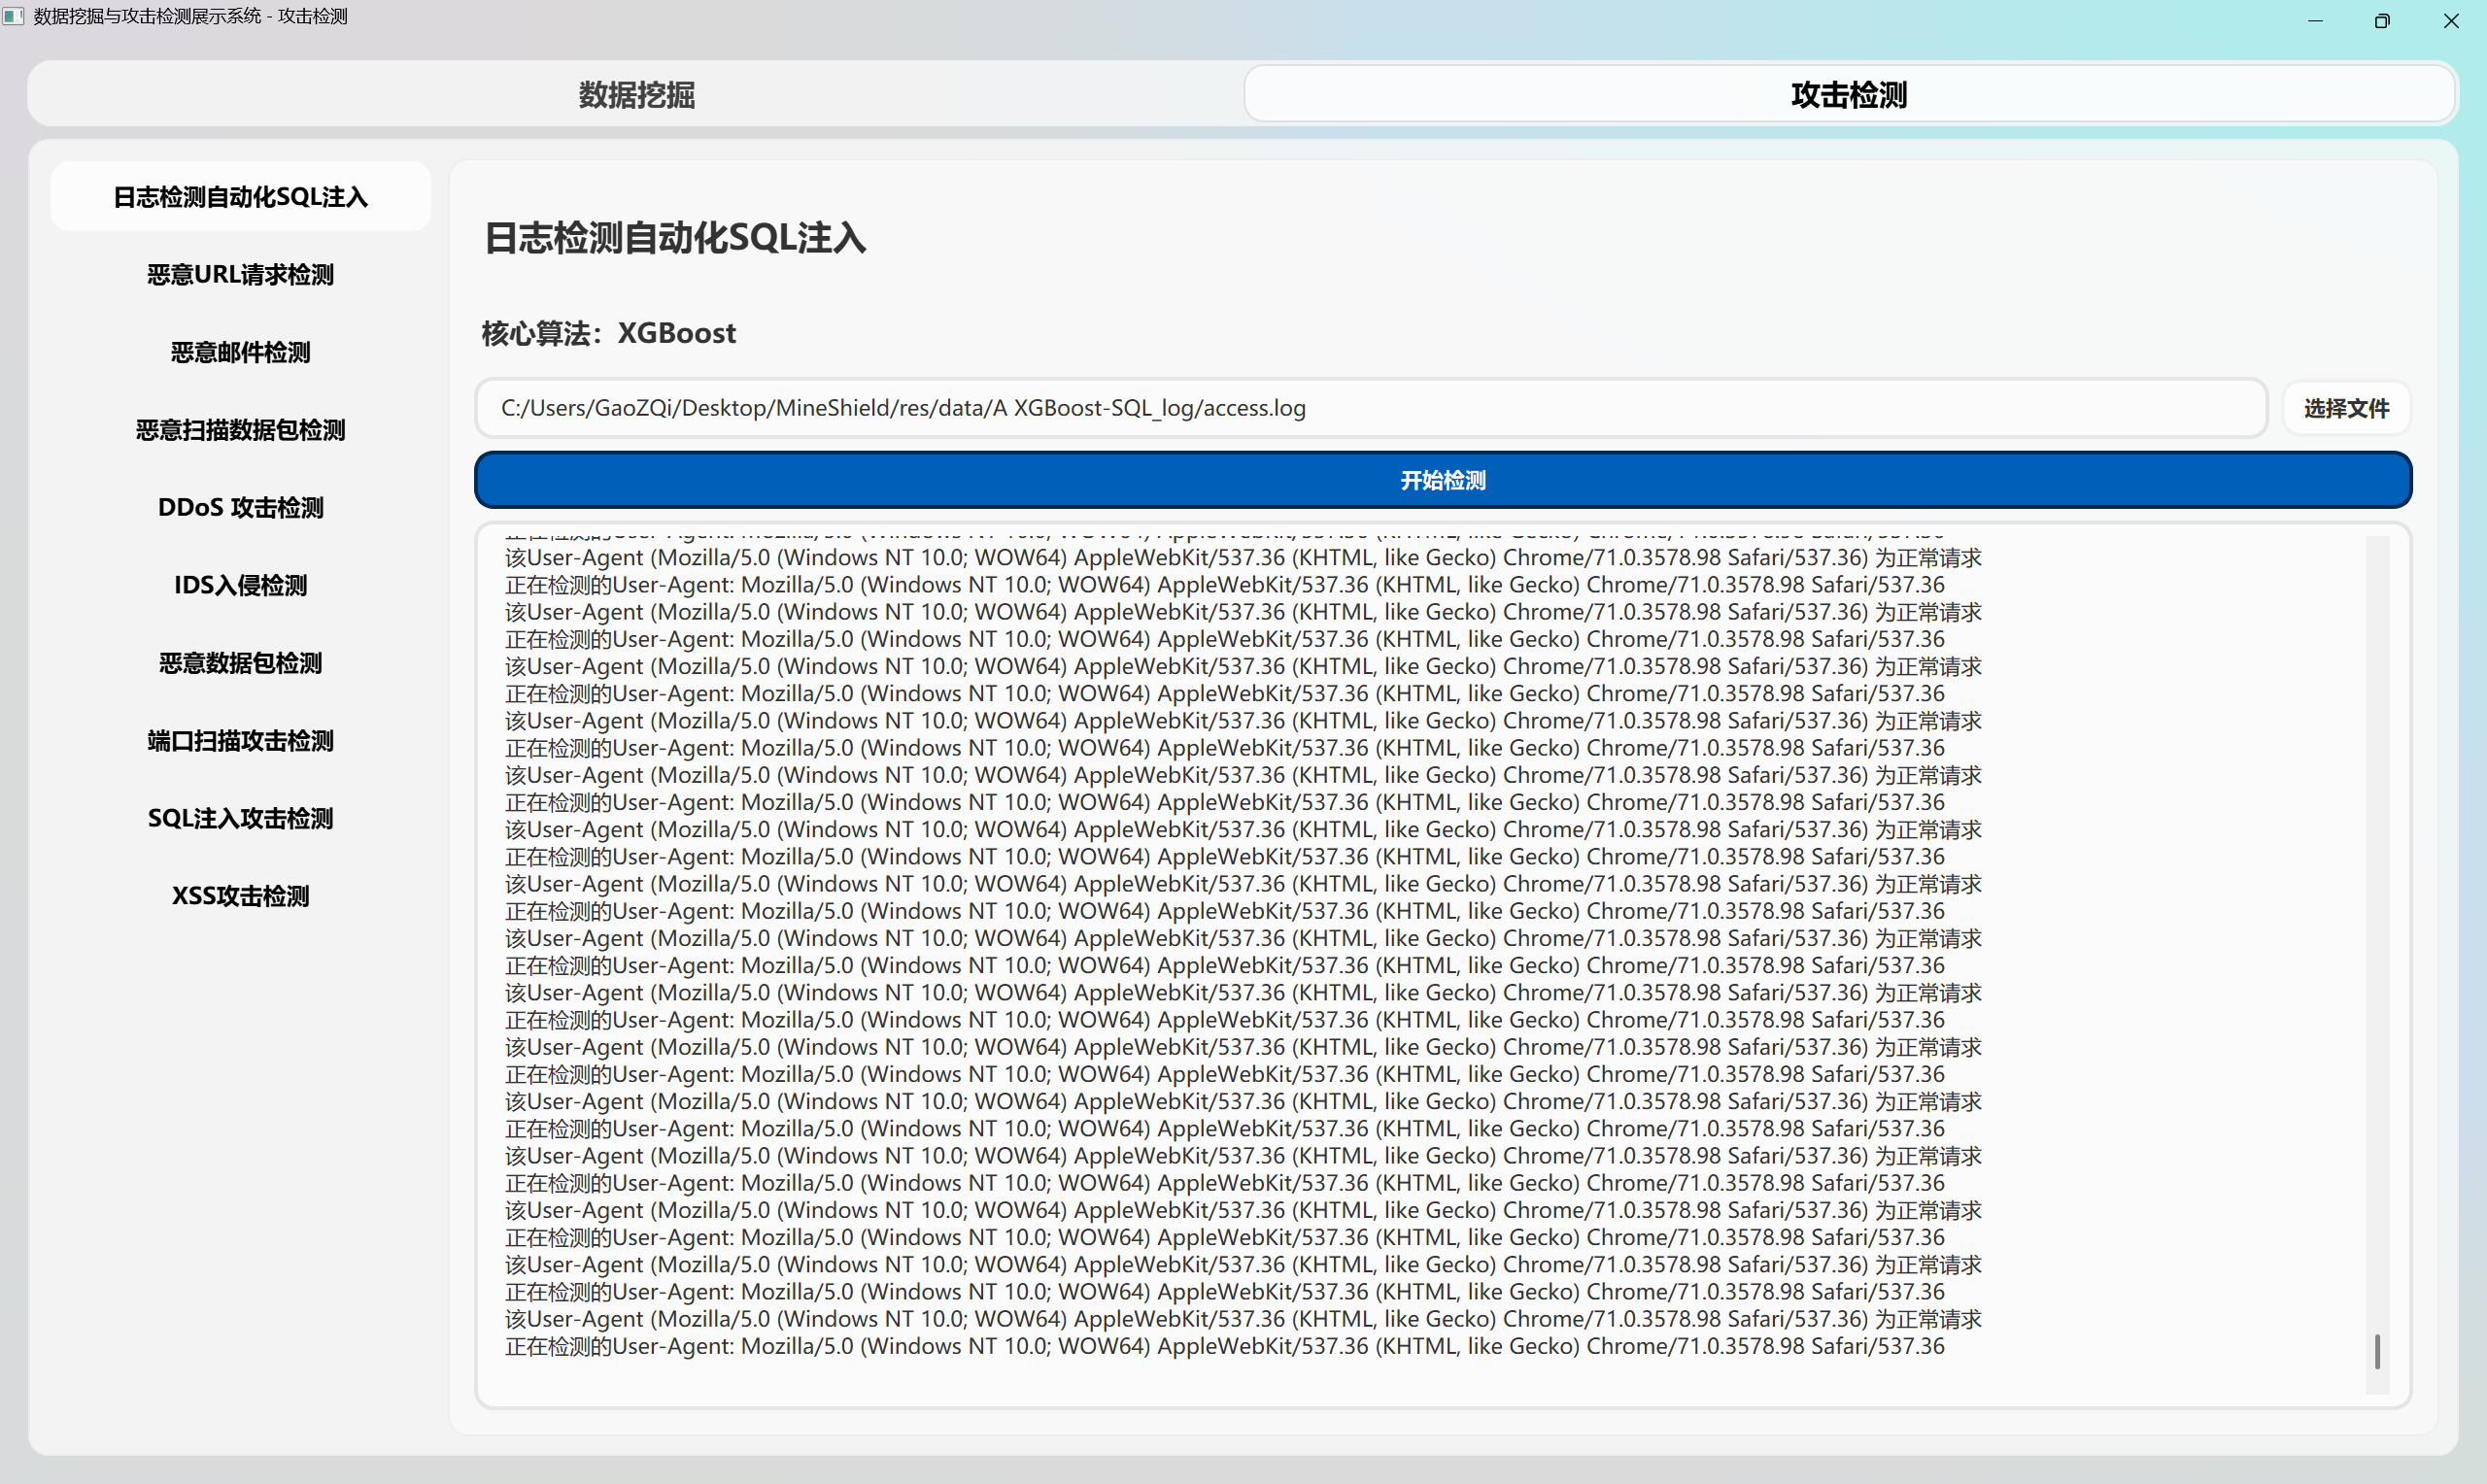 数据挖掘与攻击检测展示系统 - 攻击检测
数据挖掘
攻击检测
日志检测自动化SQL注入
恶意URL请求检测
恶意邮件检测
恶意扫描数据包检测
DDoS 攻击检测
IDS入侵检测
恶意数据包检测
端口扫描攻击检测
SQL注入攻击检测
XSS攻击检测
日志检测自动化SQL注入
核心算法：XGBoost
C:/Users/GaoZQi/Desktop/MineShield/res/data/A XGBoost-SQL_log/access.log
选择文件
开始检测
正在检测的User-Agent: Mozilla/5.0 (Windows NT 10.0; WOW64) AppleWebKit/537.36 (KHTML, like Gecko) Chrome/71.0.3578.98 Safari/537.36
该User-Agent (Mozilla/5.0 (Windows NT 10.0; WOW64) AppleWebKit/537.36 (KHTML, like Gecko) Chrome/71.0.3578.98 Safari/537.36) 为正常请求
正在检测的User-Agent: Mozilla/5.0 (Windows NT 10.0; WOW64) AppleWebKit/537.36 (KHTML, like Gecko) Chrome/71.0.3578.98 Safari/537.36
该User-Agent (Mozilla/5.0 (Windows NT 10.0; WOW64) AppleWebKit/537.36 (KHTML, like Gecko) Chrome/71.0.3578.98 Safari/537.36) 为正常请求
正在检测的User-Agent: Mozilla/5.0 (Windows NT 10.0; WOW64) AppleWebKit/537.36 (KHTML, like Gecko) Chrome/71.0.3578.98 Safari/537.36
该User-Agent (Mozilla/5.0 (Windows NT 10.0; WOW64) AppleWebKit/537.36 (KHTML, like Gecko) Chrome/71.0.3578.98 Safari/537.36) 为正常请求
正在检测的User-Agent: Mozilla/5.0 (Windows NT 10.0; WOW64) AppleWebKit/537.36 (KHTML, like Gecko) Chrome/71.0.3578.98 Safari/537.36
该User-Agent (Mozilla/5.0 (Windows NT 10.0; WOW64) AppleWebKit/537.36 (KHTML, like Gecko) Chrome/71.0.3578.98 Safari/537.36) 为正常请求
正在检测的User-Agent: Mozilla/5.0 (Windows NT 10.0; WOW64) AppleWebKit/537.36 (KHTML, like Gecko) Chrome/71.0.3578.98 Safari/537.36
该User-Agent (Mozilla/5.0 (Windows NT 10.0; WOW64) AppleWebKit/537.36 (KHTML, like Gecko) Chrome/71.0.3578.98 Safari/537.36) 为正常请求
正在检测的User-Agent: Mozilla/5.0 (Windows NT 10.0; WOW64) AppleWebKit/537.36 (KHTML, like Gecko) Chrome/71.0.3578.98 Safari/537.36
该User-Agent (Mozilla/5.0 (Windows NT 10.0; WOW64) AppleWebKit/537.36 (KHTML, like Gecko) Chrome/71.0.3578.98 Safari/537.36) 为正常请求
正在检测的User-Agent: Mozilla/5.0 (Windows NT 10.0; WOW64) AppleWebKit/537.36 (KHTML, like Gecko) Chrome/71.0.3578.98 Safari/537.36
该User-Agent (Mozilla/5.0 (Windows NT 10.0; WOW64) AppleWebKit/537.36 (KHTML, like Gecko) Chrome/71.0.3578.98 Safari/537.36) 为正常请求
正在检测的User-Agent: Mozilla/5.0 (Windows NT 10.0; WOW64) AppleWebKit/537.36 (KHTML, like Gecko) Chrome/71.0.3578.98 Safari/537.36
该User-Agent (Mozilla/5.0 (Windows NT 10.0; WOW64) AppleWebKit/537.36 (KHTML, like Gecko) Chrome/71.0.3578.98 Safari/537.36) 为正常请求
正在检测的User-Agent: Mozilla/5.0 (Windows NT 10.0; WOW64) AppleWebKit/537.36 (KHTML, like Gecko) Chrome/71.0.3578.98 Safari/537.36
该User-Agent (Mozilla/5.0 (Windows NT 10.0; WOW64) AppleWebKit/537.36 (KHTML, like Gecko) Chrome/71.0.3578.98 Safari/537.36) 为正常请求
正在检测的User-Agent: Mozilla/5.0 (Windows NT 10.0; WOW64) AppleWebKit/537.36 (KHTML, like Gecko) Chrome/71.0.3578.98 Safari/537.36
该User-Agent (Mozilla/5.0 (Windows NT 10.0; WOW64) AppleWebKit/537.36 (KHTML, like Gecko) Chrome/71.0.3578.98 Safari/537.36) 为正常请求
正在检测的User-Agent: Mozilla/5.0 (Windows NT 10.0; WOW64) AppleWebKit/537.36 (KHTML, like Gecko) Chrome/71.0.3578.98 Safari/537.36
该User-Agent (Mozilla/5.0 (Windows NT 10.0; WOW64) AppleWebKit/537.36 (KHTML, like Gecko) Chrome/71.0.3578.98 Safari/537.36) 为正常请求
正在检测的User-Agent: Mozilla/5.0 (Windows NT 10.0; WOW64) AppleWebKit/537.36 (KHTML, like Gecko) Chrome/71.0.3578.98 Safari/537.36
该User-Agent (Mozilla/5.0 (Windows NT 10.0; WOW64) AppleWebKit/537.36 (KHTML, like Gecko) Chrome/71.0.3578.98 Safari/537.36) 为正常请求
正在检测的User-Agent: Mozilla/5.0 (Windows NT 10.0; WOW64) AppleWebKit/537.36 (KHTML, like Gecko) Chrome/71.0.3578.98 Safari/537.36
该User-Agent (Mozilla/5.0 (Windows NT 10.0; WOW64) AppleWebKit/537.36 (KHTML, like Gecko) Chrome/71.0.3578.98 Safari/537.36) 为正常请求
正在检测的User-Agent: Mozilla/5.0 (Windows NT 10.0; WOW64) AppleWebKit/537.36 (KHTML, like Gecko) Chrome/71.0.3578.98 Safari/537.36
该User-Agent (Mozilla/5.0 (Windows NT 10.0; WOW64) AppleWebKit/537.36 (KHTML, like Gecko) Chrome/71.0.3578.98 Safari/537.36) 为正常请求
正在检测的User-Agent: Mozilla/5.0 (Windows NT 10.0; WOW64) AppleWebKit/537.36 (KHTML, like Gecko) Chrome/71.0.3578.98 Safari/537.36
该User-Agent (Mozilla/5.0 (Windows NT 10.0; WOW64) AppleWebKit/537.36 (KHTML, like Gecko) Chrome/71.0.3578.98 Safari/537.36) 为正常请求
正在检测的User-Agent: Mozilla/5.0 (Windows NT 10.0; WOW64) AppleWebKit/537.36 (KHTML, like Gecko) Chrome/71.0.3578.98 Safari/537.36